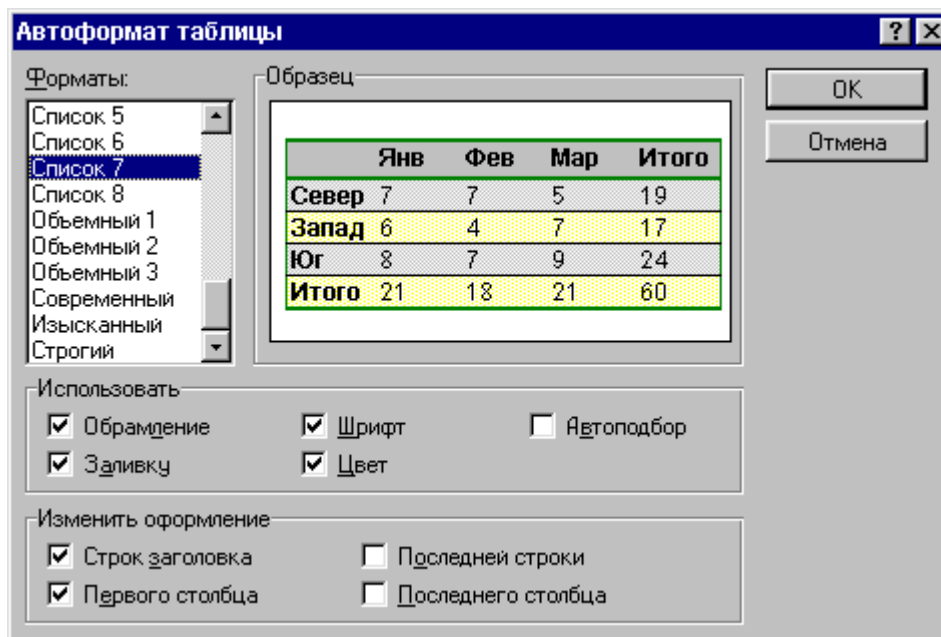 Автоформат таблицы
Форматы:
Список 5
Список 6
Список 7
Список 8
Объемный 1
Объемный 2
Объемный 3
Современный
Изысканный
Строгий
Образец
Янв Фев Мар Итого
Север 7 7 5 19
Запад 6 4 7 17
Юг 8 7 9 24
Итого 21 18 21 60
OK
Отмена
Использовать
Обрамление Шрифт Автоподбор
Заливку Цвет
Изменить оформление
Строк заголовка Последней строки
Первого столбца Последнего столбца